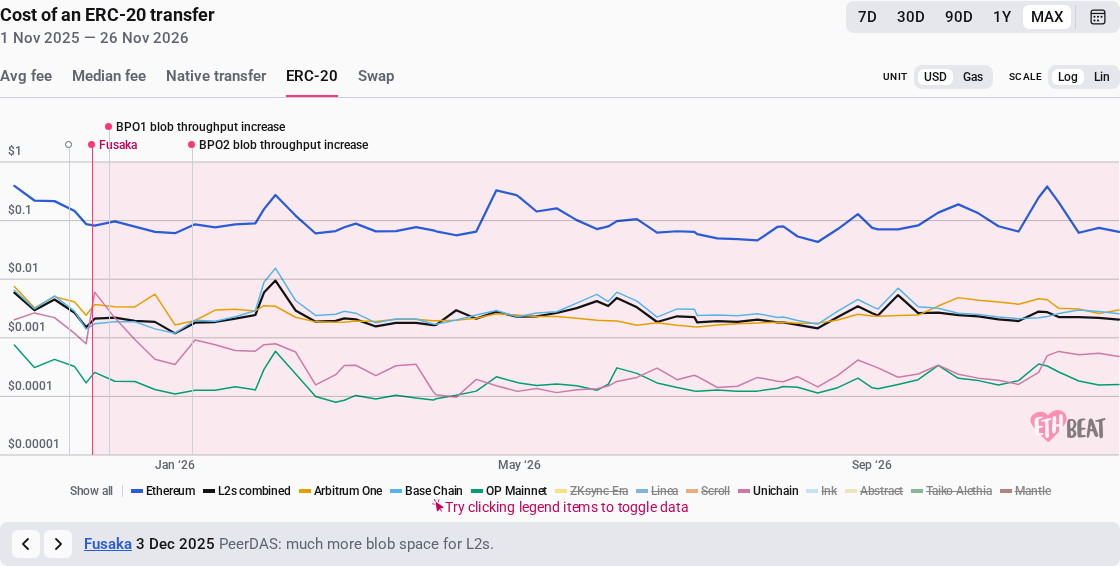 Cost of an ERC-20 transfer
1 Nov 2025 — 26 Nov 2026
7D 30D 90D 1Y MAX
Avg fee Median fee Native transfer ERC-20 Swap
UNIT USD Gas SCALE Log Lin
BPO1 blob throughput increase
Fusaka BPO2 blob throughput increase
$1
$0.1
$0.01
$0.001
$0.0001
$0.00001
ETHBEAT
Jan ‘26 May ‘26 Sep ‘26
Show all Ethereum L2s combined Arbitrum One Base Chain OP Mainnet ZKsync Era Linea Scroll Unichain Ink Abstract Taiko Alethia Mantle
Try clicking legend items to toggle data
Fusaka 3 Dec 2025 PeerDAS: much more blob space for L2s.